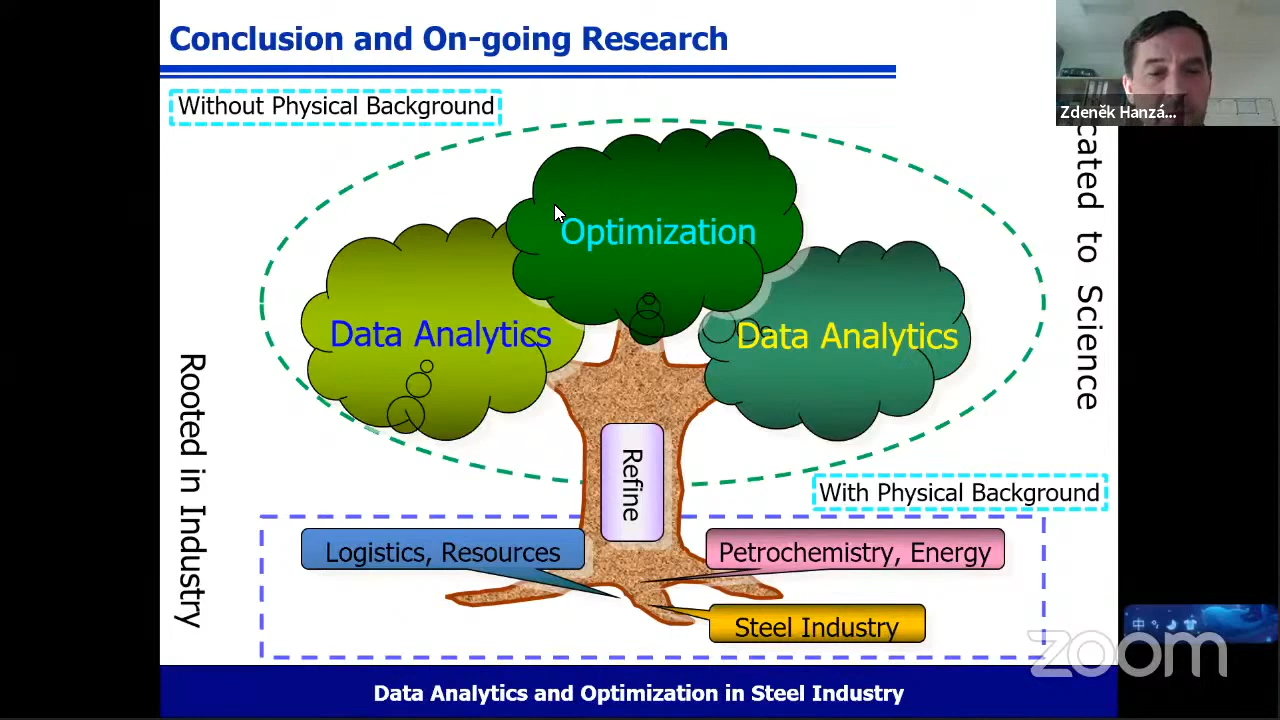 Conclusion and On-going Research
Zdeněk Hanzá...
Without Physical Background
cated to Science
Optimization
Data Analytics
Data Analytics
Rooted in Industry
Refine
With Physical Background
Logistics, Resources
Petrochemistry, Energy
Steel Industry
中
zoom
Data Analytics and Optimization in Steel Industry